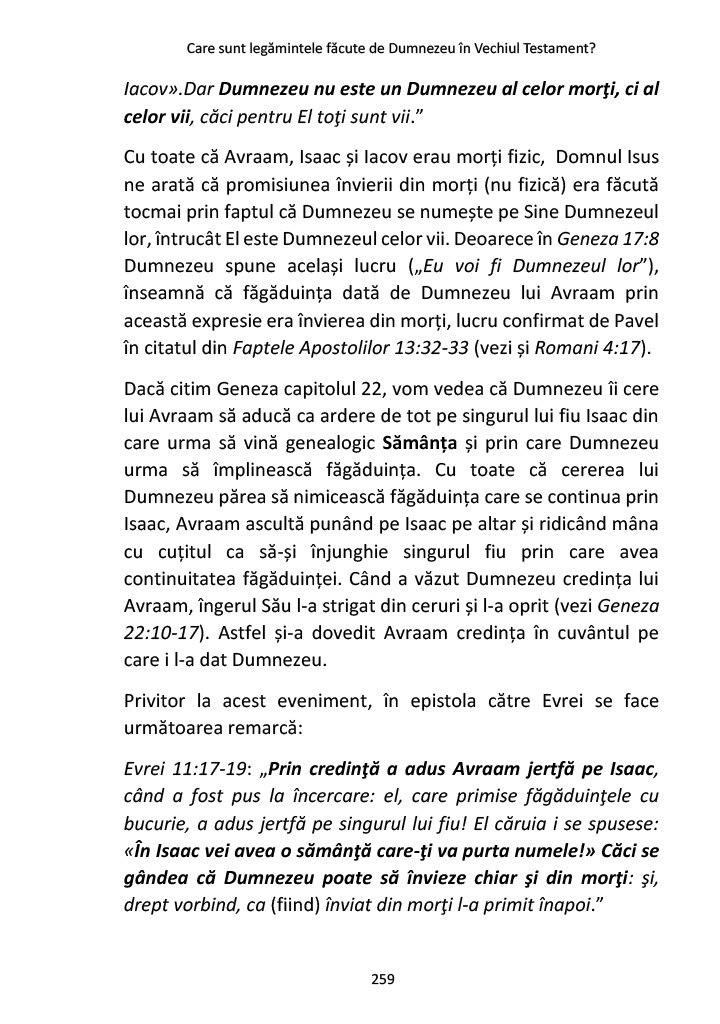 Care sunt legămintele făcute de Dumnezeu în Vechiul Testament?
Iacov».Dar Dumnezeu nu este un Dumnezeu al celor morţi, ci al
celor vii, căci pentru El toţi sunt vii.”
Cu toate că Avraam, Isaac și Iacov erau morți fizic, Domnul Isus
ne arată că promisiunea învierii din morți (nu fizică) era făcută
tocmai prin faptul că Dumnezeu se numește pe Sine Dumnezeul
lor, întrucât El este Dumnezeul celor vii. Deoarece în Geneza 17:8
Dumnezeu spune același lucru („Eu voi fi Dumnezeul lor”),
înseamnă că făgăduința dată de Dumnezeu lui Avraam prin
această expresie era învierea din morți, lucru confirmat de Pavel
în citatul din Faptele Apostolilor 13:32-33 (vezi și Romani 4:17).
Dacă citim Geneza capitolul 22, vom vedea că Dumnezeu îi cere
lui Avraam să aducă ca ardere de tot pe singurul lui fiu Isaac din
care urma să vină genealogic Sămânța și prin care Dumnezeu
urma să împlinească făgăduința. Cu toate că cererea lui
Dumnezeu părea să nimicească făgăduința care se continua prin
Isaac, Avraam ascultă punând pe Isaac pe altar și ridicând mâna
cu cuțitul ca să-și înjunghie singurul fiu prin care avea
continuitatea făgăduinței. Când a văzut Dumnezeu credința lui
Avraam, îngerul Său l-a strigat din ceruri și l-a oprit (vezi Geneza
22:10-17). Astfel și-a dovedit Avraam credința în cuvântul pe
care i l-a dat Dumnezeu.
Privitor la acest eveniment, în epistola către Evrei se face
următoarea remarcă:
Evrei 11:17-19: „Prin credinţă a adus Avraam jertfă pe Isaac,
când a fost pus la încercare: el, care primise făgăduinţele cu
bucurie, a adus jertfă pe singurul lui fiu! El căruia i se spusese:
«În Isaac vei avea o sămânţă care-ţi va purta numele!» Căci se
gândea că Dumnezeu poate să învieze chiar şi din morţi: şi,
drept vorbind, ca (fiind) înviat din morţi l-a primit înapoi.”
259